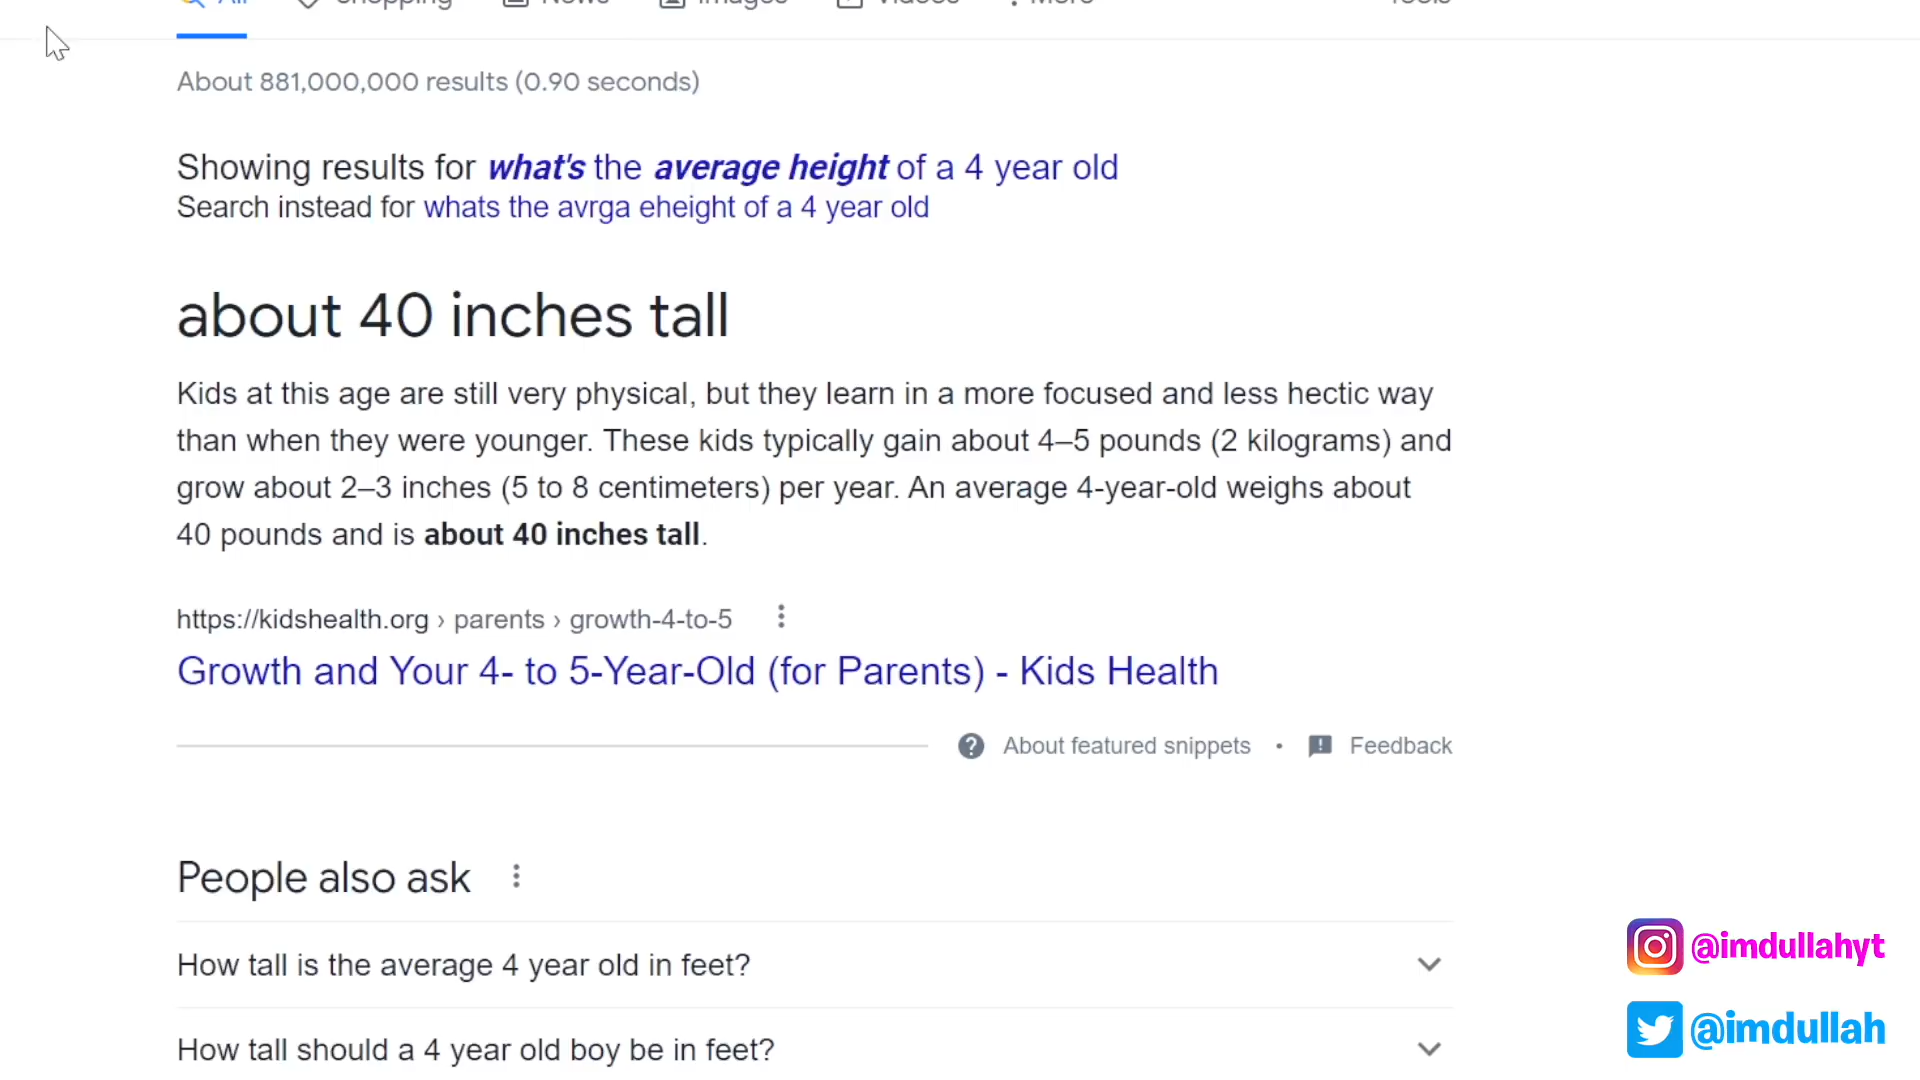 All Shopping News Images Videos More Tools
About 881,000,000 results (0.90 seconds)
Showing results for what's the average height of a 4 year old
Search instead for whats the avrga eheight of a 4 year old
about 40 inches tall
Kids at this age are still very physical, but they learn in a more focused and less hectic way
than when they were younger. These kids typically gain about 4–5 pounds (2 kilograms) and
grow about 2–3 inches (5 to 8 centimeters) per year. An average 4-year-old weighs about
40 pounds and is about 40 inches tall.
https://kidshealth.org › parents › growth-4-to-5
Growth and Your 4- to 5-Year-Old (for Parents) - Kids Health
About featured snippets • Feedback
People also ask
How tall is the average 4 year old in feet?
How tall should a 4 year old boy be in feet?
@imdullahyt
@imdullah